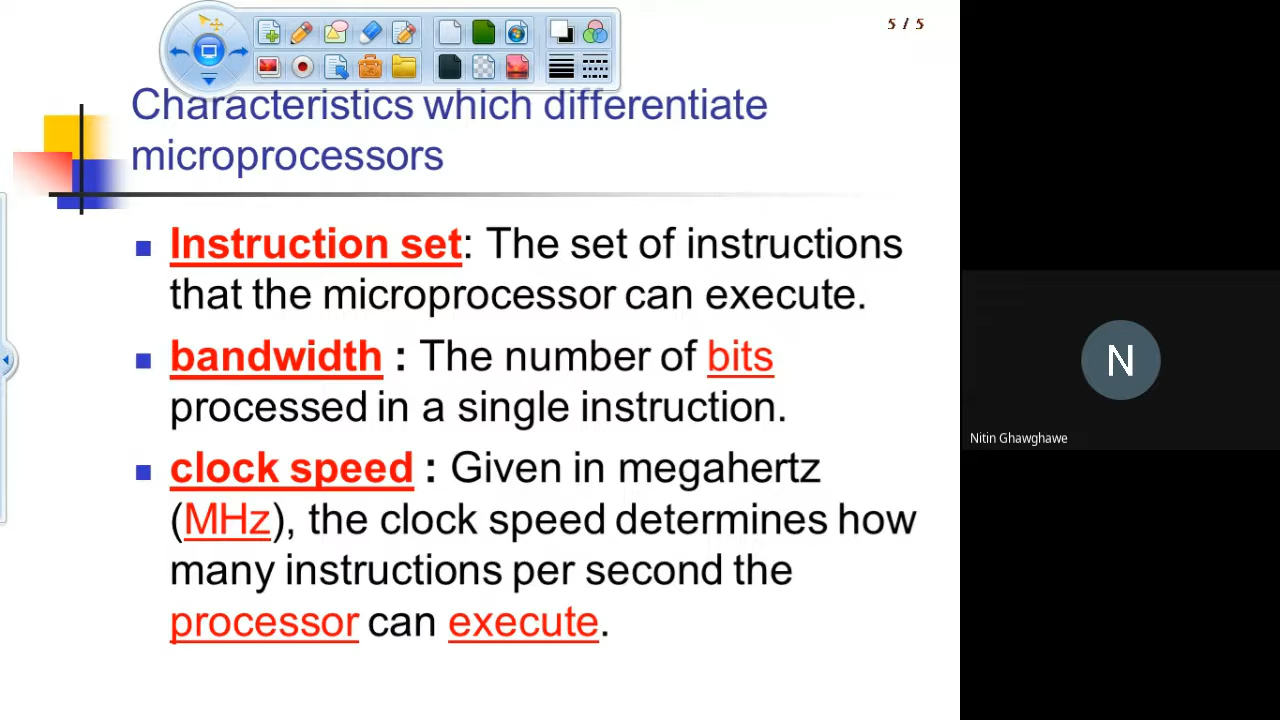 5 / 5
Characteristics which differentiate
microprocessors
Instruction set: The set of instructions
that the microprocessor can execute.
bandwidth : The number of bits
processed in a single instruction.
clock speed : Given in megahertz
(MHz), the clock speed determines how
many instructions per second the
processor can execute.
N
Nitin Ghawghawe